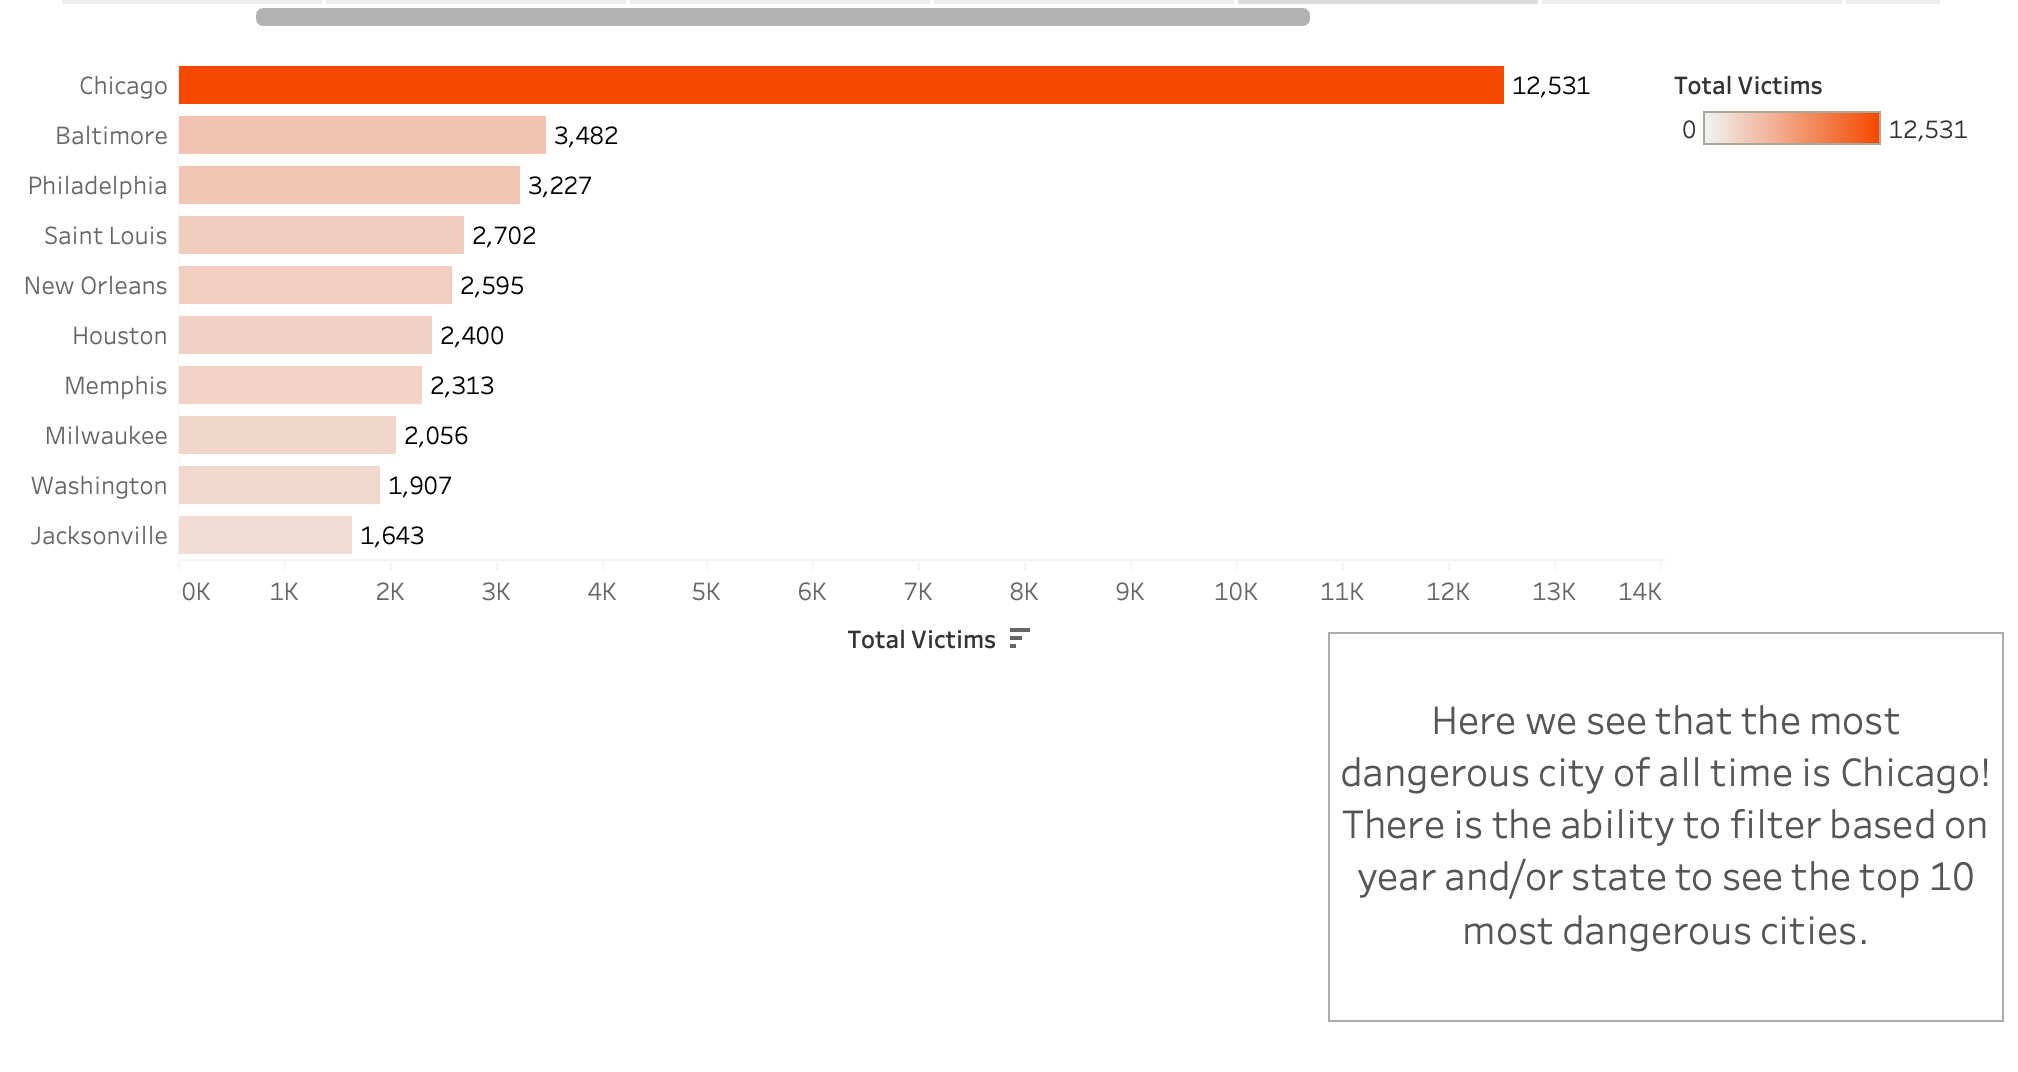 Chicago 12,531
Baltimore 3,482
Philadelphia 3,227
Saint Louis 2,702
New Orleans 2,595
Houston 2,400
Memphis 2,313
Milwaukee 2,056
Washington 1,907
Jacksonville 1,643
0K 1K 2K 3K 4K 5K 6K 7K 8K 9K 10K 11K 12K 13K 14K
Total Victims
Total Victims
0 12,531
Here we see that the most
dangerous city of all time is Chicago!
There is the ability to filter based on
year and/or state to see the top 10
most dangerous cities.